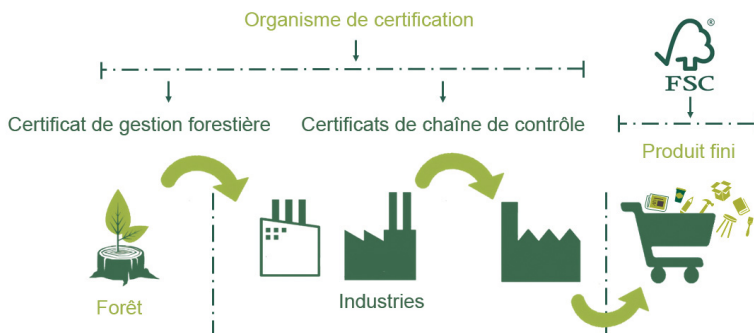 Organisme de certification
®
FSC
Certificat de gestion forestière
Certificats de chaîne de contrôle
Produit fini
Industries
Forêt